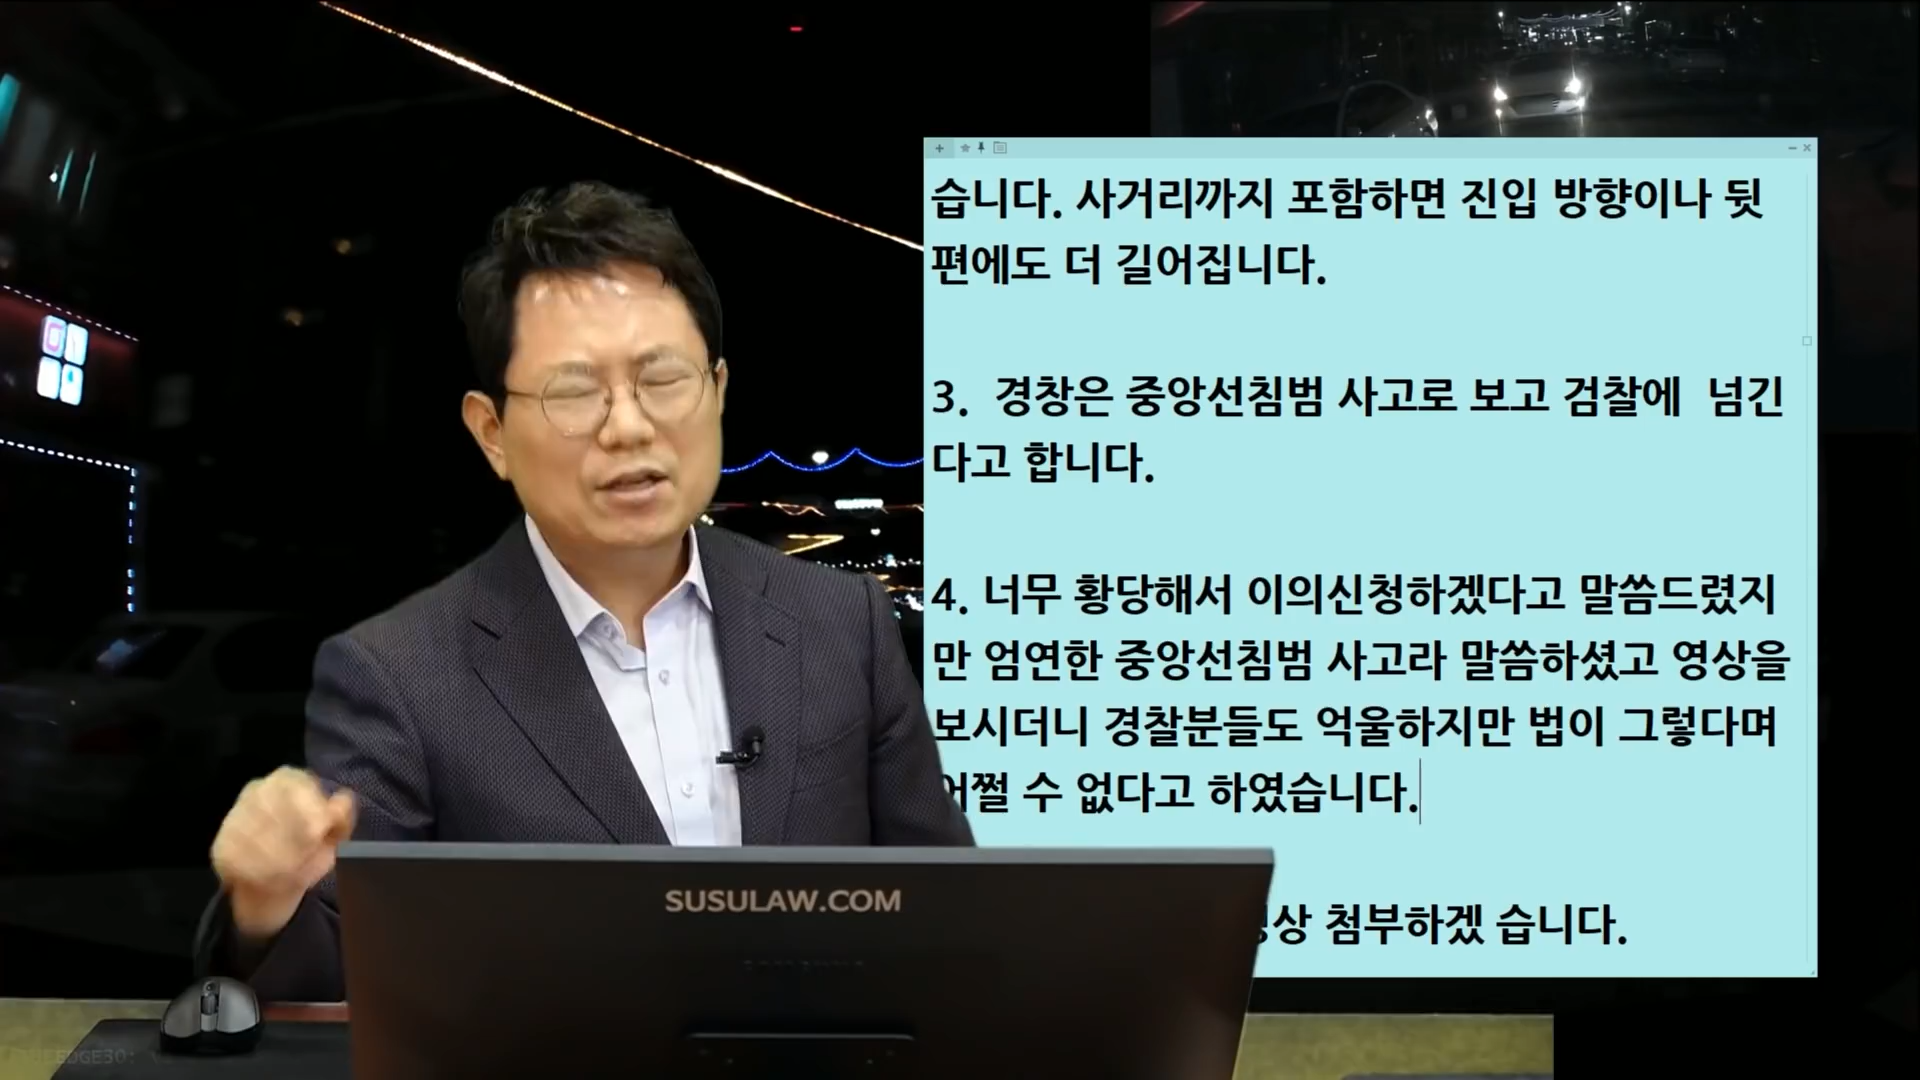 습니다. 사거리까지 포함하면 진입 방향이나 뒷
편에도 더 길어집니다.
3. 경창은 중앙선침범 사고로 보고 검찰에 넘긴
다고 합니다.
4. 너무 황당해서 이의신청하겠다고 말씀드렸지
만 엄연한 중앙선침범 사고라 말씀하셨고 영상을
보시더니 경찰분들도 억울하지만 법이 그렇다며
어쩔 수 없다고 하였습니다.
첨부하겠 습니다.
SUSULAW.COM